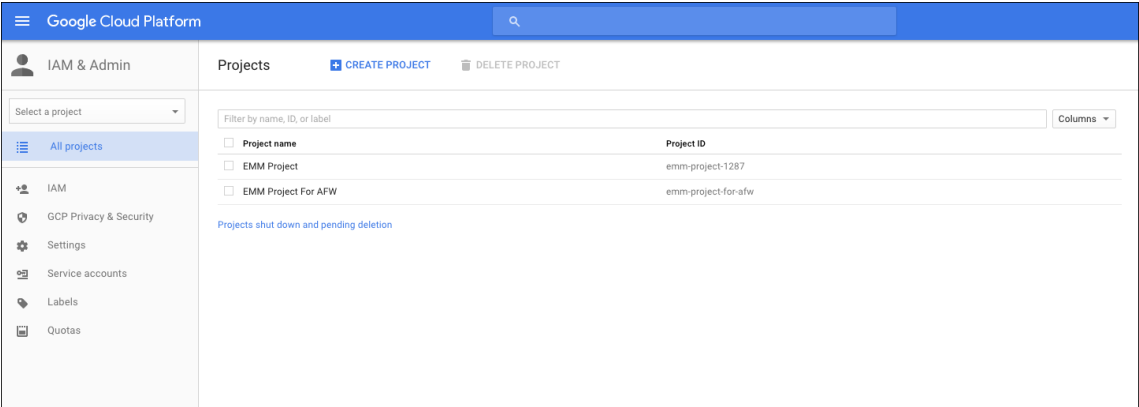 Google Cloud Platform
IAM & Admin
Projects CREATE PROJECT DELETE PROJECT
Select a project
Filter by name, ID, or label Columns
All projects
Project name Project ID
EMM Project emm-project-1287
EMM Project For AFW emm-project-for-afw
Projects shut down and pending deletion
IAM
GCP Privacy & Security
Settings
Service accounts
Labels
Quotas